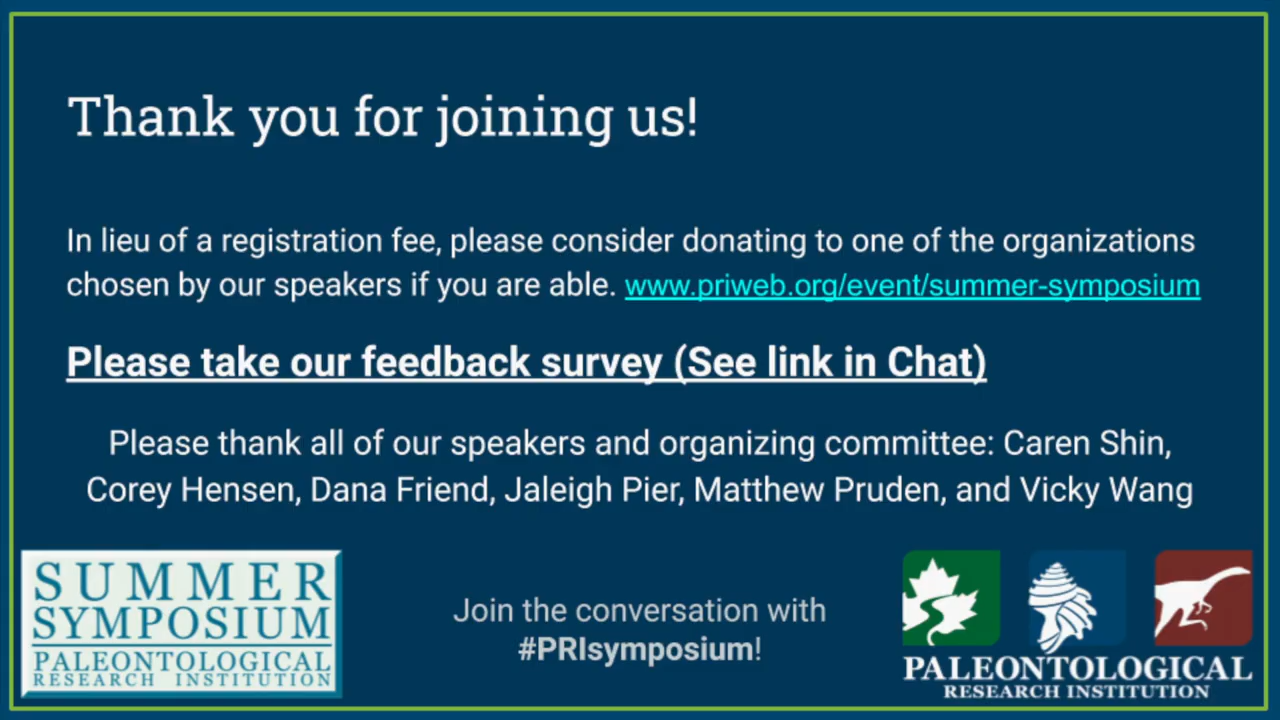 Thank you for joining us!
In lieu of a registration fee, please consider donating to one of the organizations
chosen by our speakers if you are able. www.priweb.org/event/summer-symposium
Please take our feedback survey (See link in Chat)
Please thank all of our speakers and organizing committee: Caren Shin,
Corey Hensen, Dana Friend, Jaleigh Pier, Matthew Pruden, and Vicky Wang
SUMMER
SYMPOSIUM
PALEONTOLOGICAL
RESEARCH INSTITUTION
Join the conversation with
#PRIsymposium!
PALEONTOLOGICAL
RESEARCH INSTITUTION